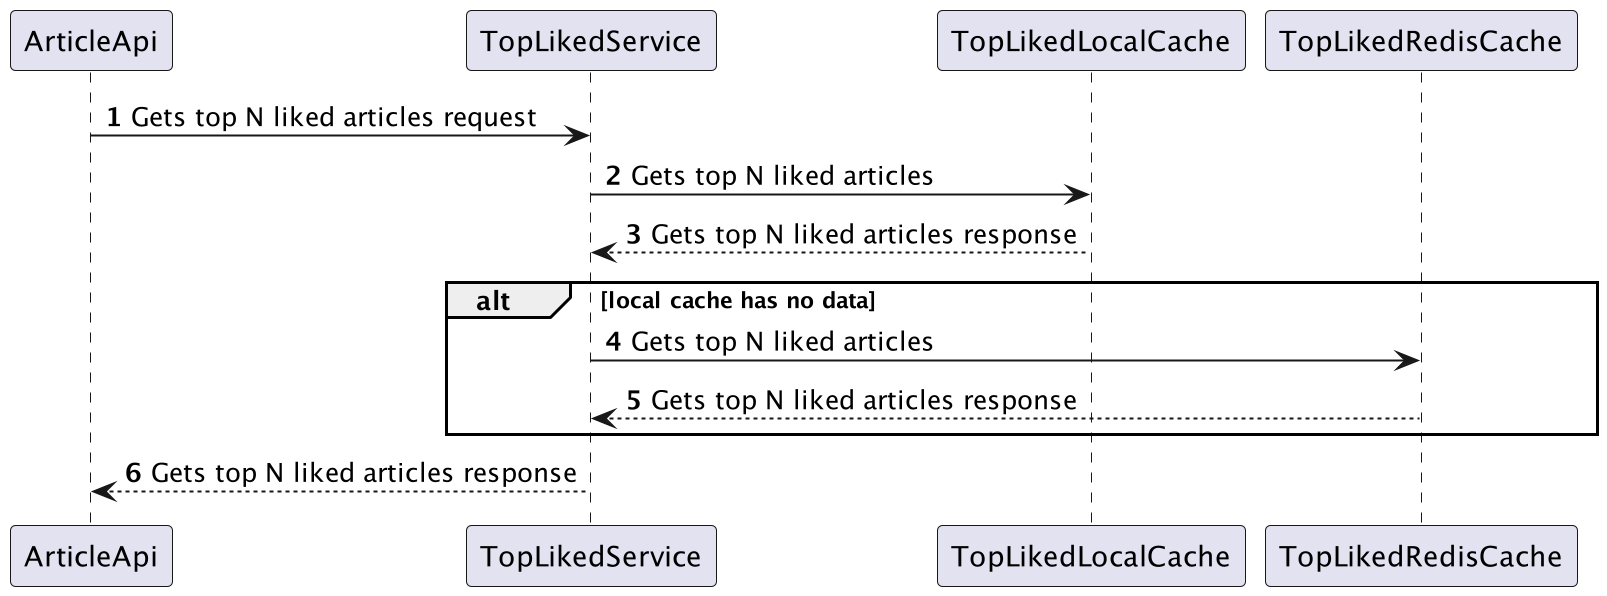 ArticleApi
TopLikedService
TopLikedLocalCache
TopLikedRedisCache
1 Gets top N liked articles request
2 Gets top N liked articles
3 Gets top N liked articles response
alt
[local cache has no data]
4 Gets top N liked articles
5 Gets top N liked articles response
6 Gets top N liked articles response
ArticleApi
TopLikedService
TopLikedLocalCache
TopLikedRedisCache